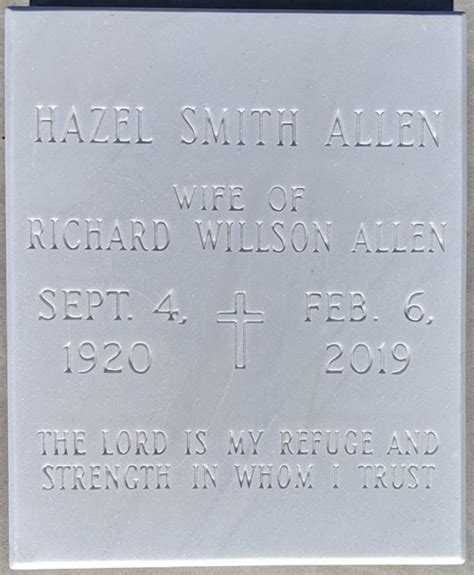 HAZEL SMITH ALLEN
WIFE OF
RICHARD WILLSON ALLEN
SEPT. 4, FEB. 6,
1920 2019
THE LORD IS MY REFUGE AND
STRENGTH IN WHOM I TRUST